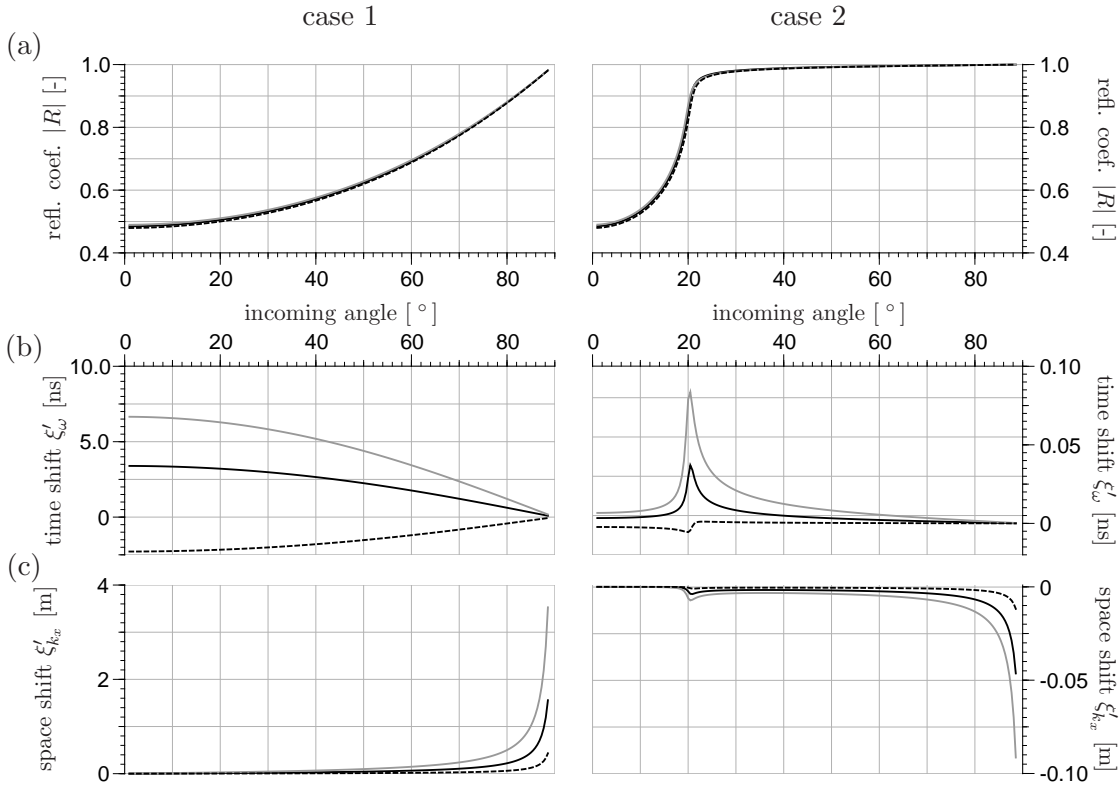 case 1
case 2
(a)
refl. coef. |R| [-]
1.0
0.8
0.6
0.4
0 20 40 60 80
incoming angle [ ° ]
1.0
0.8
0.6
0.4
refl. coef. |R| [-]
0 20 40 60 80
incoming angle [ ° ]
(b)
0 20 40 60 80
time shift ξ′ω [ns]
10.0
5.0
0
0 20 40 60 80
0.10
0.05
0
time shift ξω [ns]
(c)
space shift ξ′kx [m]
4
2
0
0
-0.05
-0.10
space shift ξ′kx [m]